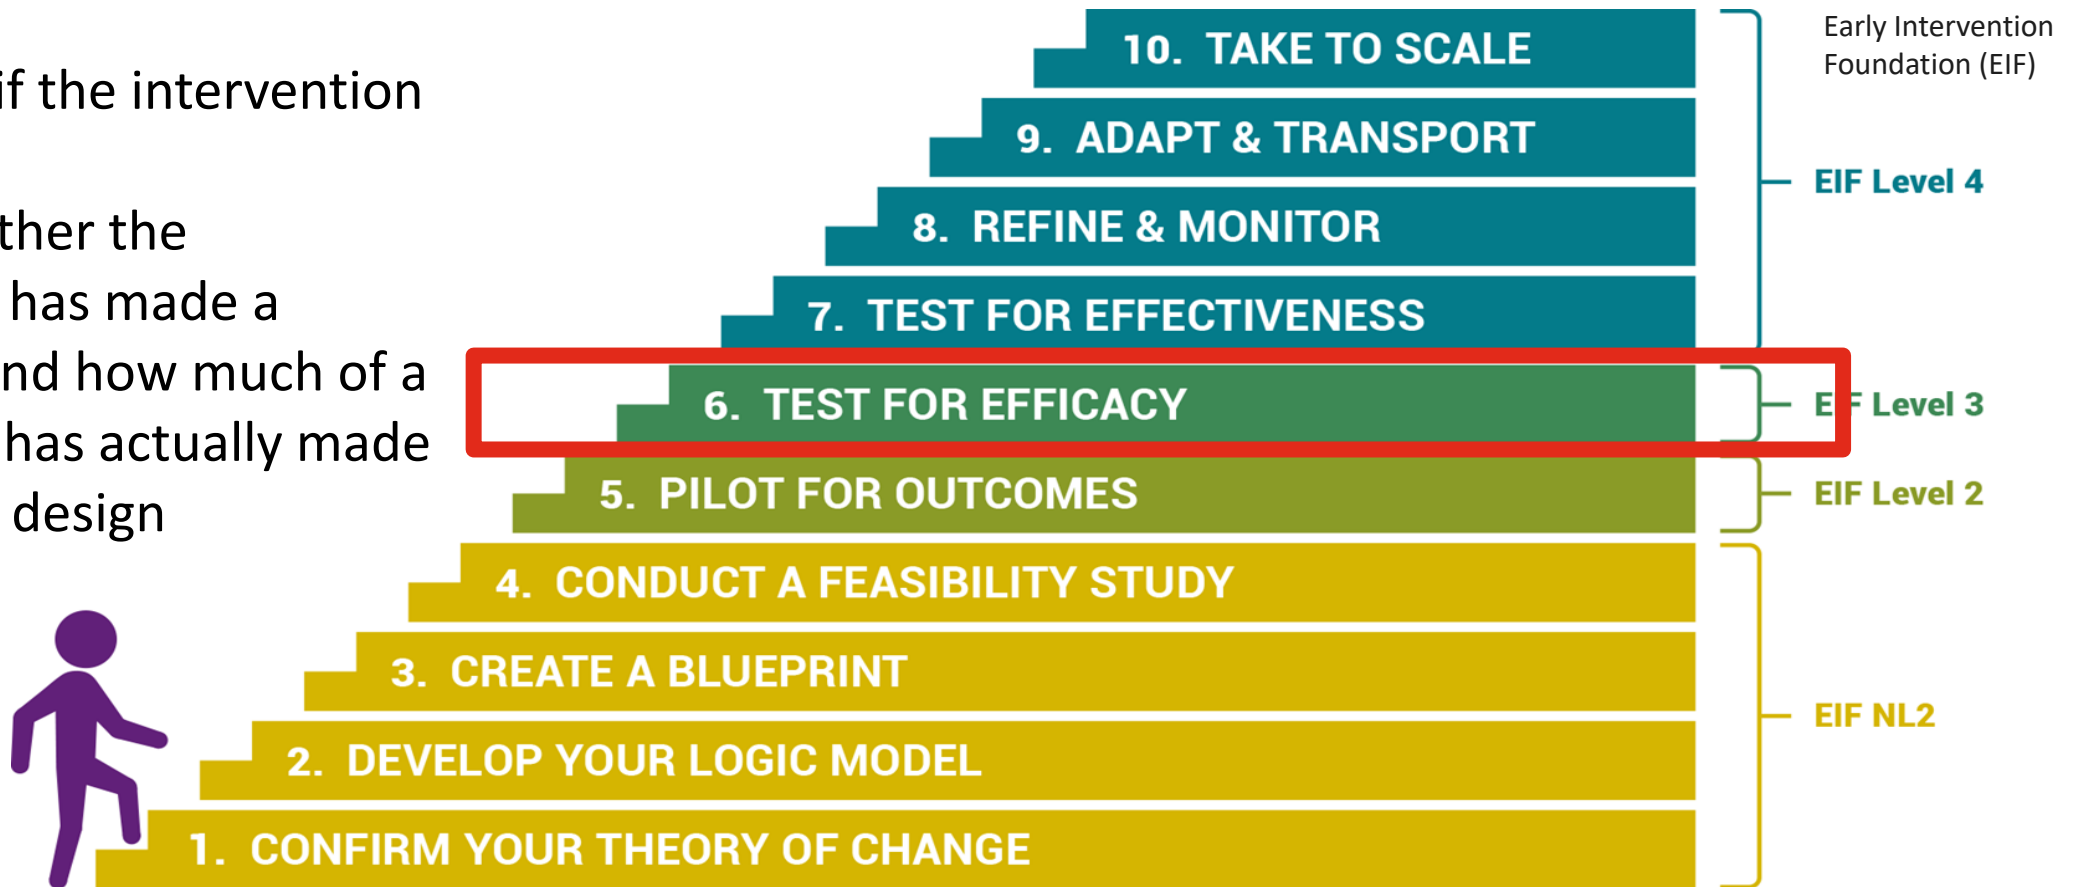 if the intervention
ther the
has made a
nd how much of a
has actually made
design
10. TAKE TO SCALE
9. ADAPT & TRANSPORT
8. REFINE & MONITOR
7. TEST FOR EFFECTIVENESS
6. TEST FOR EFFICACY
5. PILOT FOR OUTCOMES
4. CONDUCT A FEASIBILITY STUDY
3. CREATE A BLUEPRINT
2. DEVELOP YOUR LOGIC MODEL
1. CONFIRM YOUR THEORY OF CHANGE
Early Intervention
Foundation (EIF)
EIF Level 4
EIF Level 3
EIF Level 2
EIF NL2